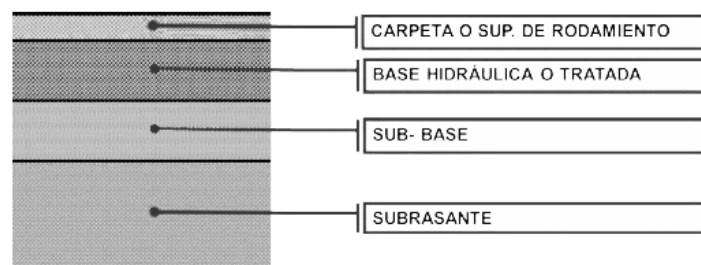 CARPETA O SUP. DE RODAMIENTO
BASE HIDRÁULICA O TRATADA
SUB- BASE
SUBRASANTE